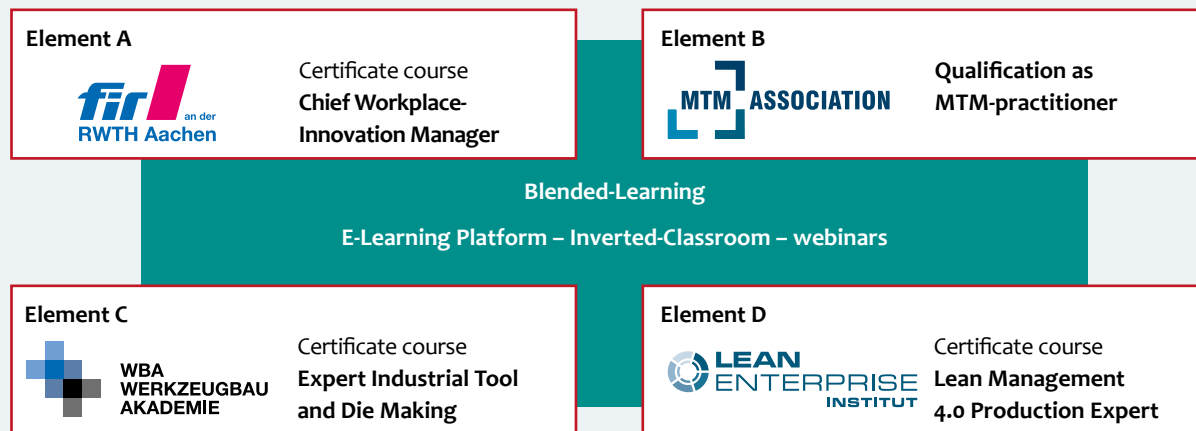 Element A
fir an der
RWTH Aachen
Certificate course
Chief Workplace-
Innovation Manager
Element B
MTM ASSOCIATION
Qualification as
MTM-practitioner
Blended-Learning
E-Learning Platform – Inverted-Classroom – webinars
Element C
WBA
WERKZEUGBAU
AKADEMIE
Certificate course
Expert Industrial Tool
and Die Making
Element D
LEAN
ENTERPRISE
INSTITUT
Certificate course
Lean Management
4.0 Production Expert